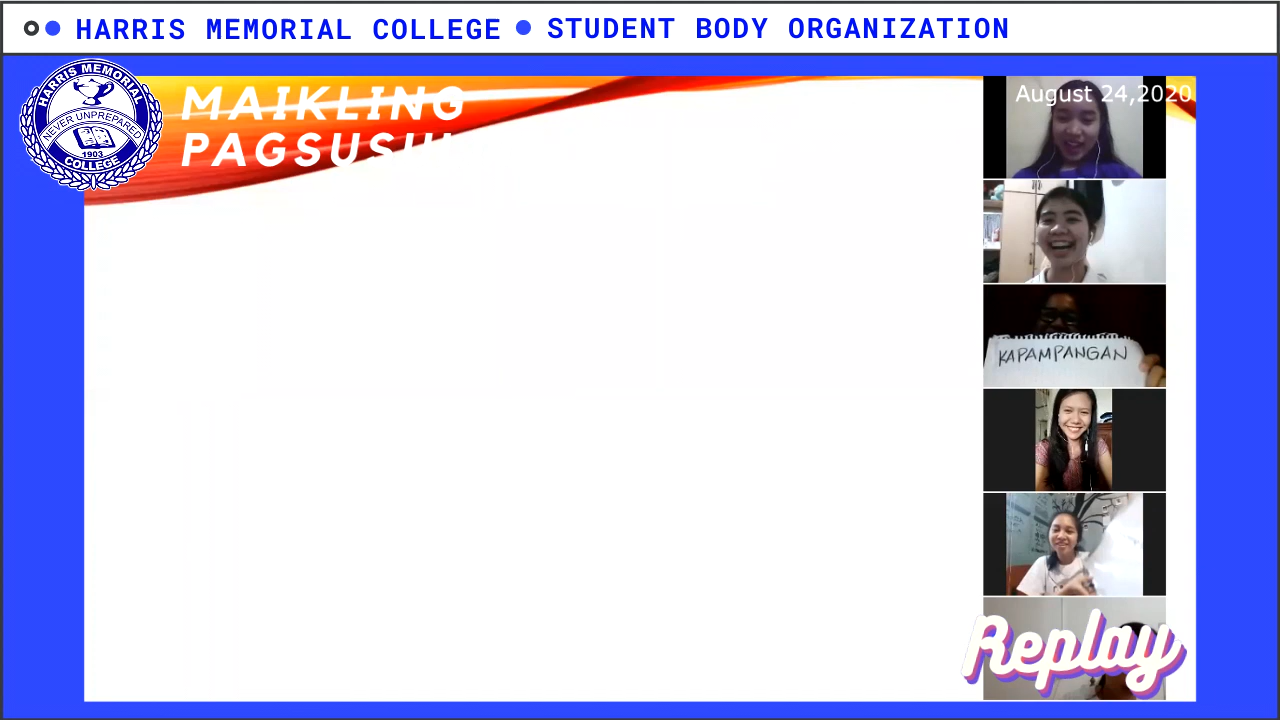 HARRIS MEMORIAL COLLEGE STUDENT BODY ORGANIZATION
HARRIS MEMORIAL
NEVER UNPREPARED
1903
COLLEGE
MAIKLING
August 24,2020
KAPAMPANGAN
Replay